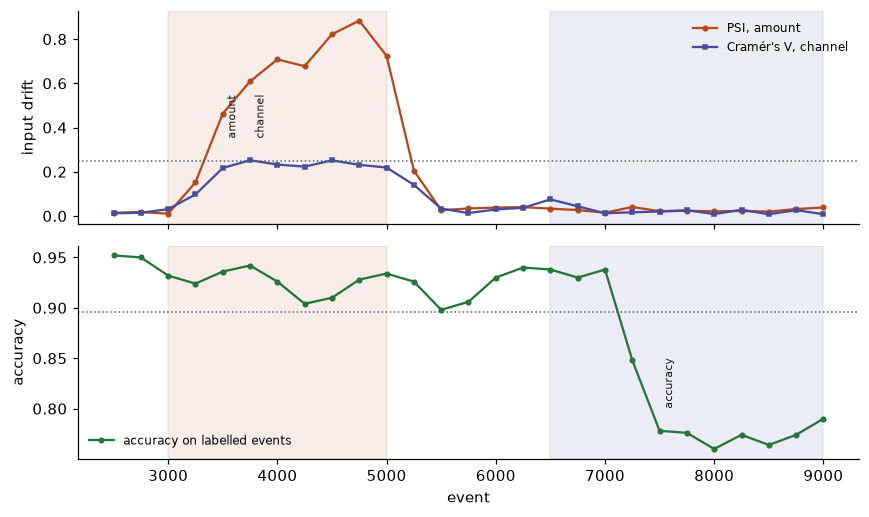 PSI, amount
Cramér's V, channel
input drift
0.8
0.6
0.4
0.2
0.0
amount
channel
accuracy
0.95
0.90
0.85
0.80
accuracy
accuracy on labelled events
3000 4000 5000 6000 7000 8000 9000
event